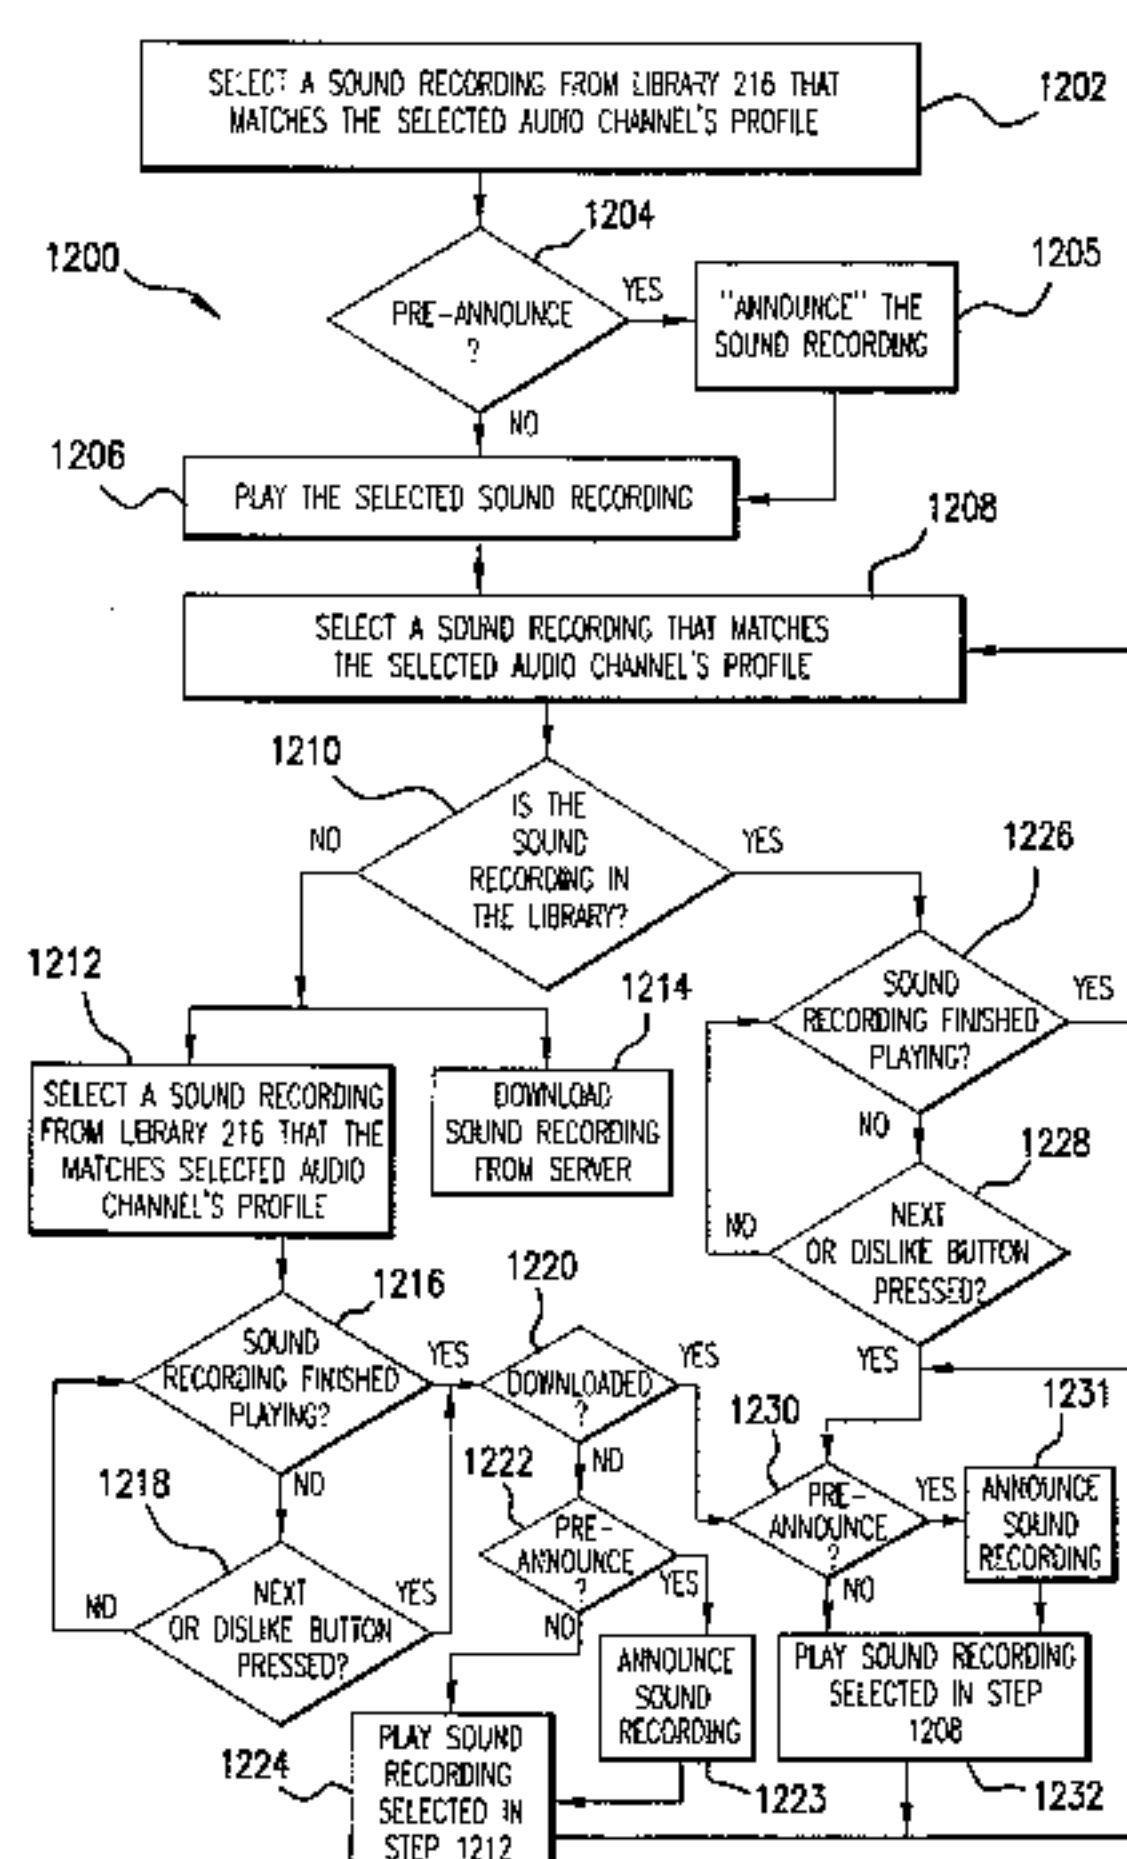 SELECT A SOUND RECORDING FROM LIBRARY 216 THAT
MATCHES THE SELECTED AUDIO CHANNEL'S PROFILE
1202
1204
1200
PRE-ANNOUNCE
?
YES
"ANNOUNCE" THE
SOUND RECORDING
1205
NO
1206
PLAY THE SELECTED SOUND RECORDING
1208
SELECT A SOUND RECORDING THAT MATCHES
THE SELECTED AUDIO CHANNEL'S PROFILE
1210
IS THE
SOUND
RECORDING IN
THE LIBRARY?
NO
YES
1226
SOUND
RECORDING FINISHED
PLAYING?
YES
NO
1212
SELECT A SOUND RECORDING
FROM LIBRARY 216 THAT THE
MATCHES SELECTED AUDIO
CHANNEL'S PROFILE
1214
DOWNLOAD
SOUND RECORDING
FROM SERVER
1228
NEXT
OR DISLIKE BUTTON
PRESSED?
NO
YES
1216
SOUND
RECORDING FINISHED
PLAYING?
YES
NO
1218
NEXT
OR DISLIKE BUTTON
PRESSED?
NO
YES
1220
DOWNLOADED
?
YES
NO
1222
PRE-
ANNOUNCE
?
YES
NO
1230
PRE-
ANNOUNCE
?
YES
NO
1231
ANNOUNCE
SOUND
RECORDING
ANNOUNCE
SOUND
RECORDING
1223
PLAY SOUND RECORDING
SELECTED IN STEP
1208
1232
1224
PLAY SOUND
RECORDING
SELECTED IN
STEP 1212